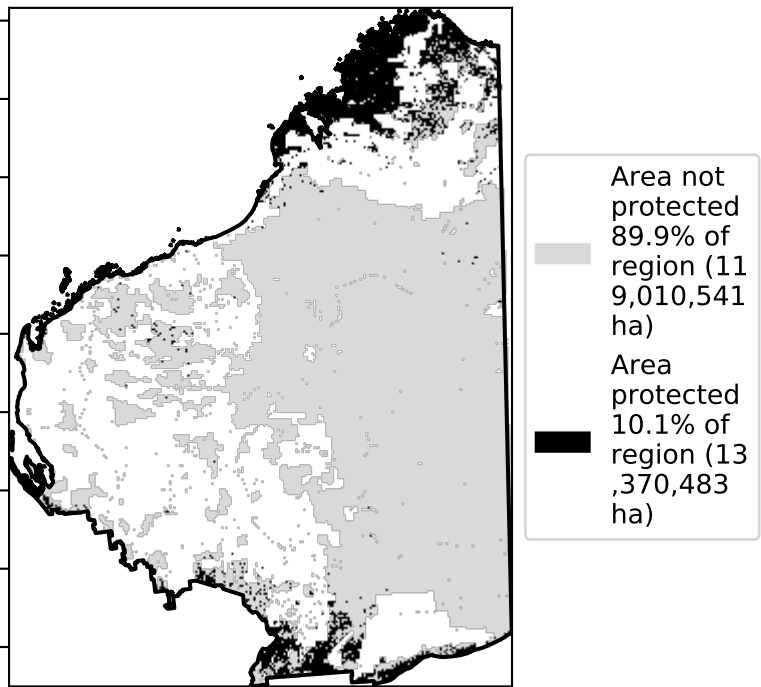 Area not
protected
89.9% of
region (11
9,010,541
ha)
Area
protected
10.1% of
region (13
,370,483
ha)